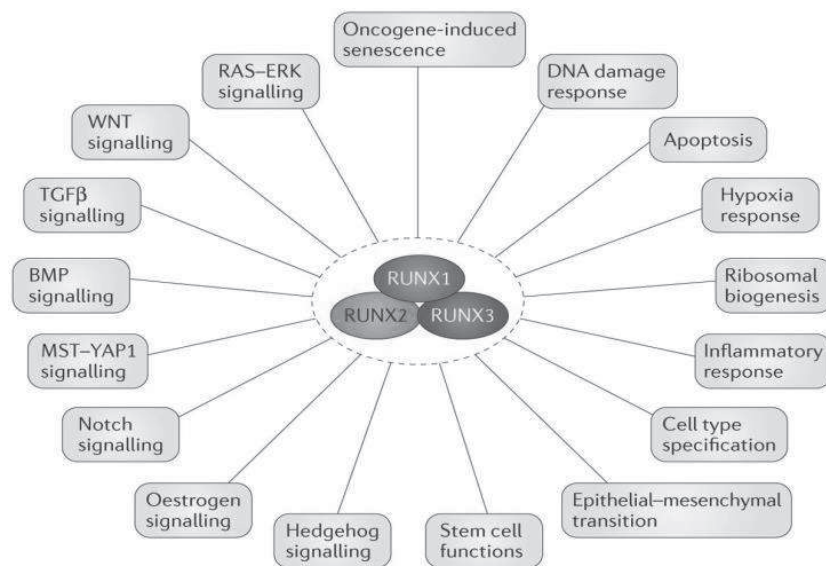 Oncogene-induced
senescence
DNA damage
response
Apoptosis
Hypoxia
response
Ribosomal
biogenesis
Inflammatory
response
Cell type
specification
Epithelial–mesenchymal
transition
Stem cell
functions
Hedgehog
signalling
Oestrogen
signalling
Notch
signalling
MST–YAP1
signalling
BMP
signalling
TGFβ
signalling
WNT
signalling
RAS–ERK
signalling
RUNX1
RUNX2
RUNX3